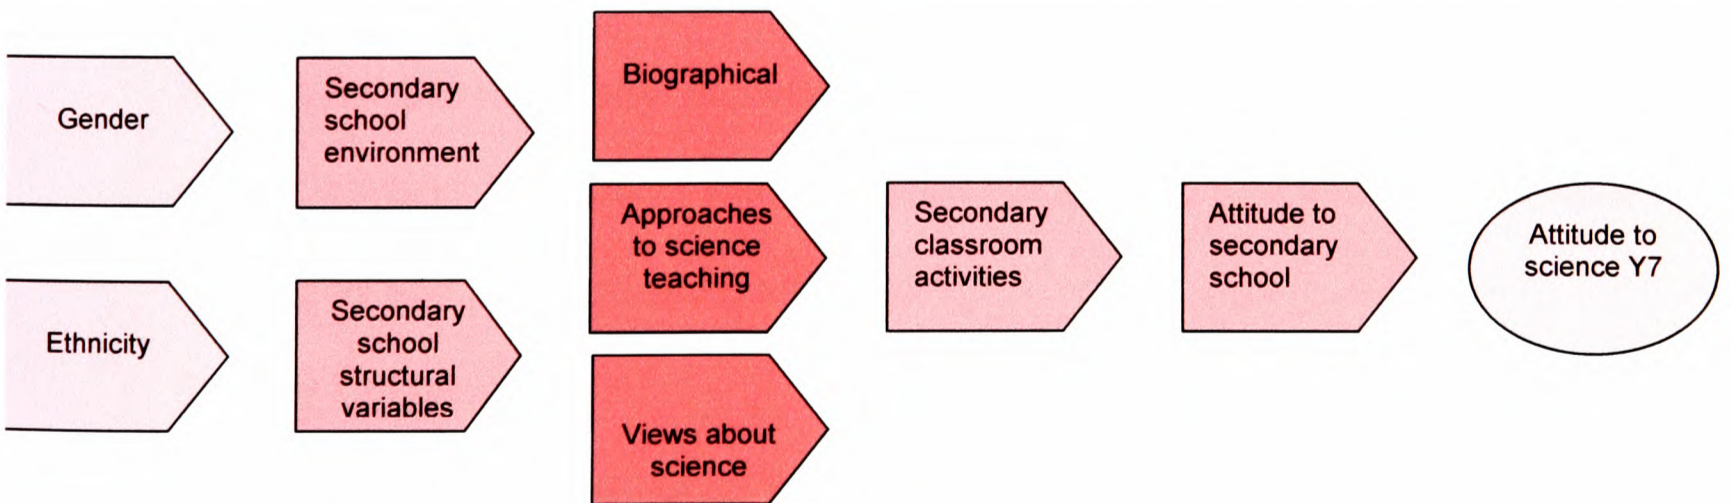 Gender
Ethnicity
Secondary
school
environment
Secondary
school
structural
variables
Biographical
Approaches
to science
teaching
Views about
science
Secondary
classroom
activities
Attitude to
secondary
school
Attitude to
science Y7